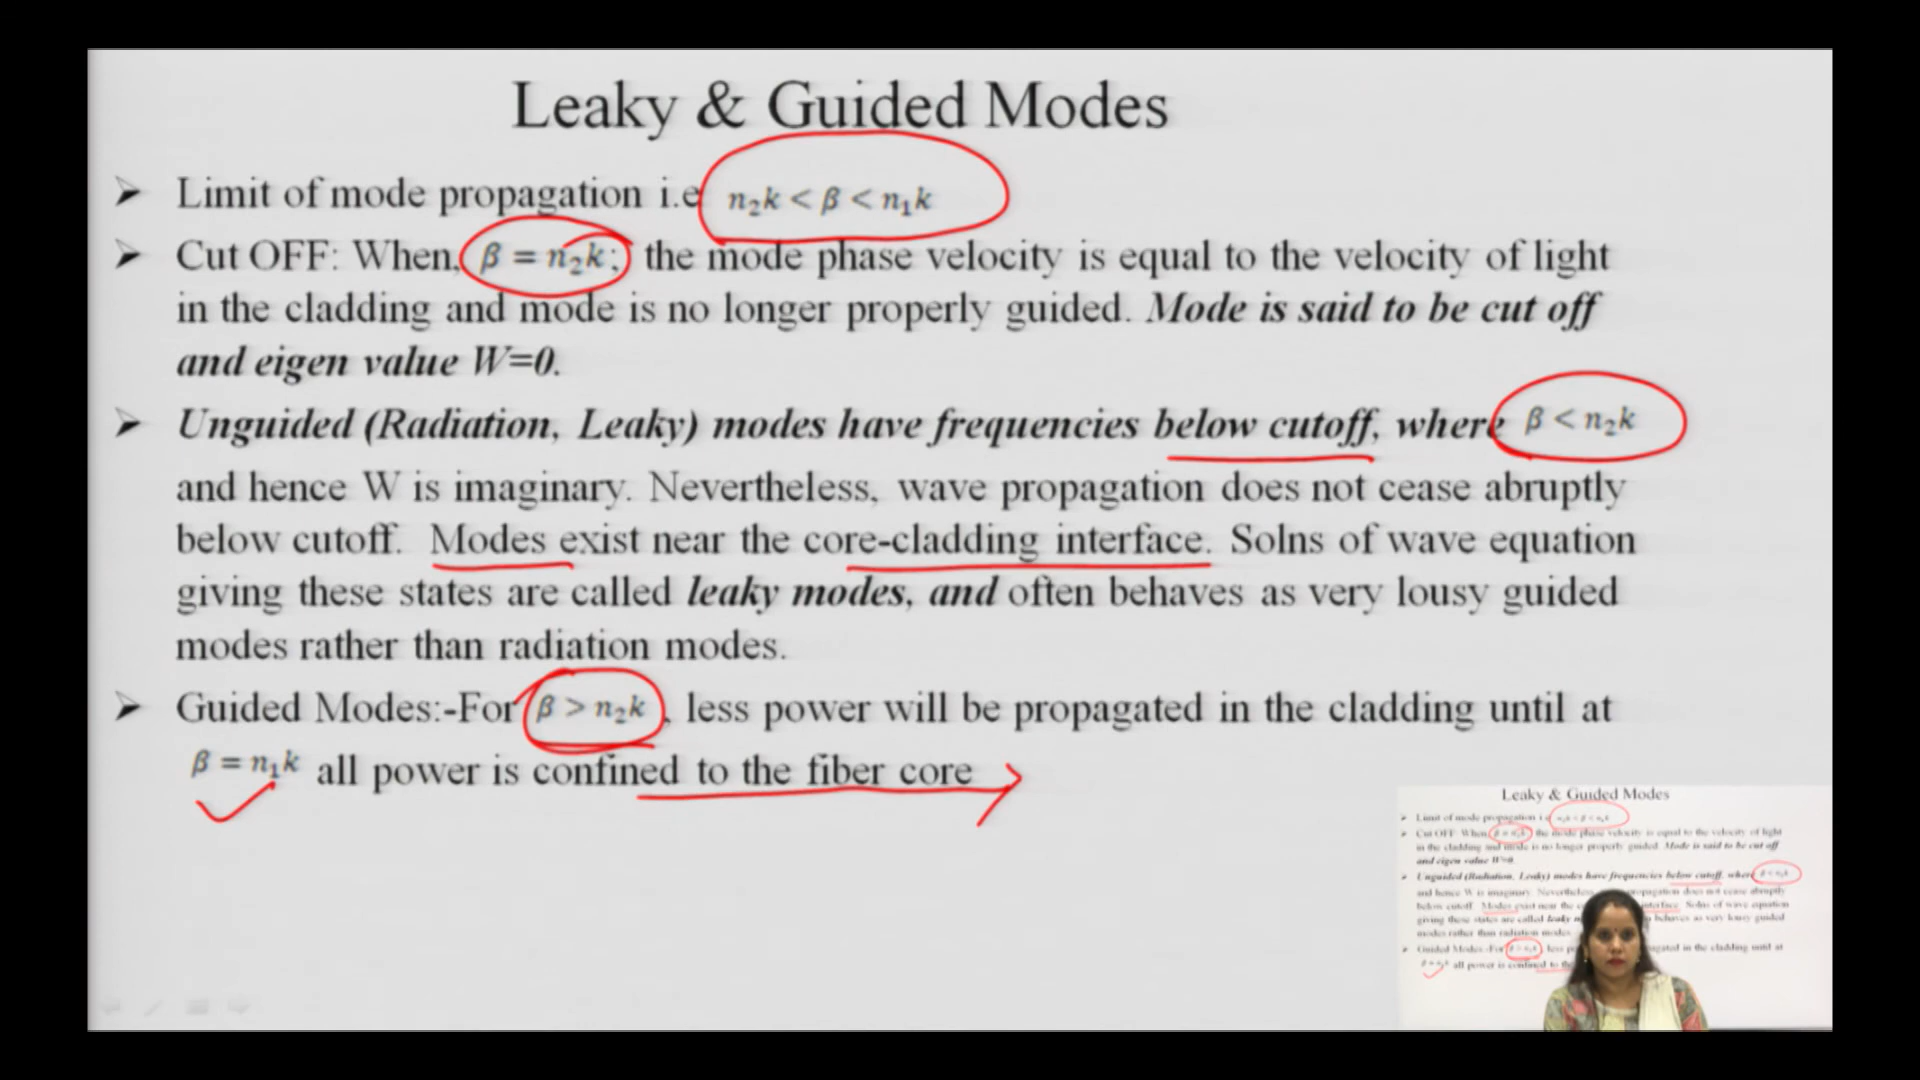 Leaky & Guided Modes
➢ Limit of mode propagation i.e n₂k < β < n₁k
➢ Cut OFF: When, β = n₂k; the mode phase velocity is equal to the velocity of light
in the cladding and mode is no longer properly guided. Mode is said to be cut off
and eigen value W=0.
➢ Unguided (Radiation, Leaky) modes have frequencies below cutoff, where β < n₂k
and hence W is imaginary. Nevertheless, wave propagation does not cease abruptly
below cutoff. Modes exist near the core-cladding interface. Solns of wave equation
giving these states are called leaky modes, and often behaves as very lousy guided
modes rather than radiation modes.
➢ Guided Modes:-For β > n₂k, less power will be propagated in the cladding until at
β = n₁k all power is confined to the fiber core
Leaky & Guided Modes